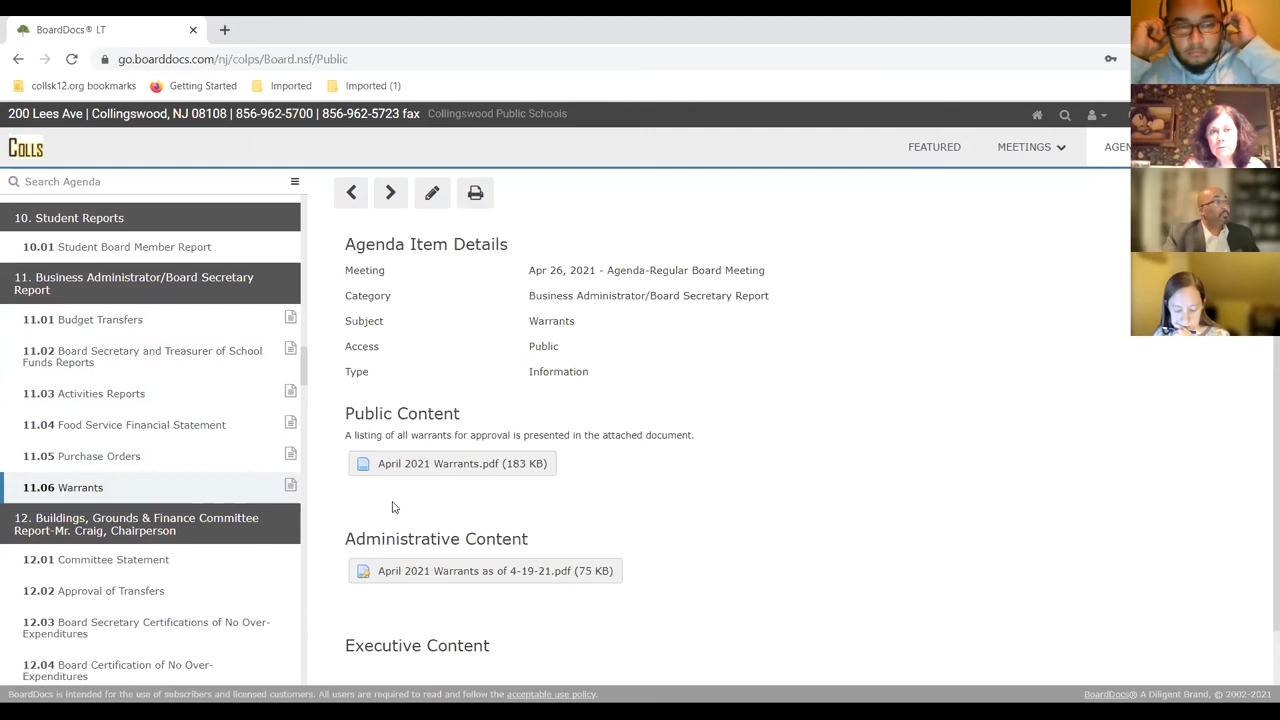 BoardDocs® LT
go.boarddocs.com/nj/colps/Board.nsf/Public
collsk12.org bookmarks Getting Started Imported Imported (1)
200 Lees Ave | Collingswood, NJ 08108 | 856-962-5700 | 856-962-5723 fax Collingswood Public Schools
COLLS
FEATURED MEETINGS AGEN
Search Agenda
10. Student Reports
10.01 Student Board Member Report
11. Business Administrator/Board Secretary
Report
11.01 Budget Transfers
11.02 Board Secretary and Treasurer of School
Funds Reports
11.03 Activities Reports
11.04 Food Service Financial Statement
11.05 Purchase Orders
11.06 Warrants
12. Buildings, Grounds & Finance Committee
Report-Mr. Craig, Chairperson
12.01 Committee Statement
12.02 Approval of Transfers
12.03 Board Secretary Certifications of No Over-
Expenditures
12.04 Board Certification of No Over-
Expenditures
Agenda Item Details
Meeting Apr 26, 2021 - Agenda-Regular Board Meeting
Category Business Administrator/Board Secretary Report
Subject Warrants
Access Public
Type Information
Public Content
A listing of all warrants for approval is presented in the attached document.
April 2021 Warrants.pdf (183 KB)
Administrative Content
April 2021 Warrants as of 4-19-21.pdf (75 KB)
Executive Content
BoardDocs is intended for the use of subscribers and licensed customers. All users are required to read and follow the acceptable use policy. BoardDocs® A Diligent Brand, © 2002-2021